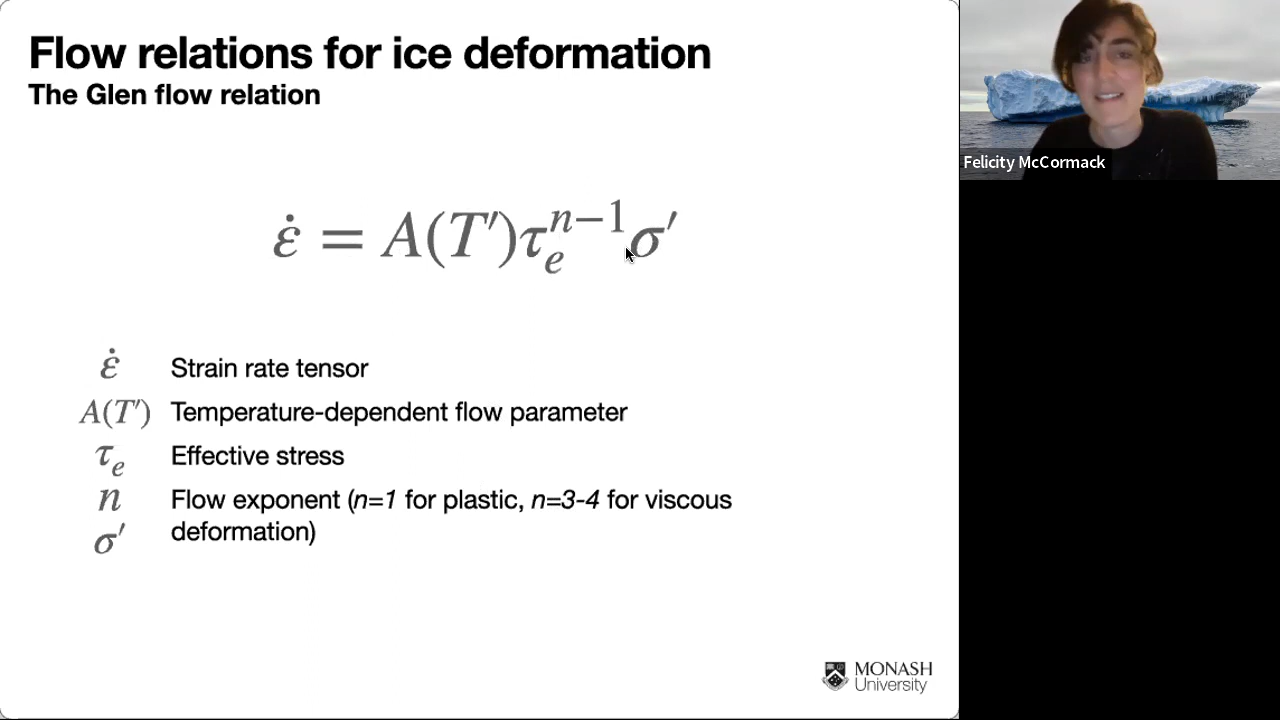 Flow relations for ice deformation
The Glen flow relation
Felicity McCormack
ε̇ = A(T′)τₑⁿ⁻¹σ′
ε̇ Strain rate tensor
A(T′) Temperature-dependent flow parameter
τₑ Effective stress
n Flow exponent (n=1 for plastic, n=3-4 for viscous
σ′ deformation)
MONASH
University